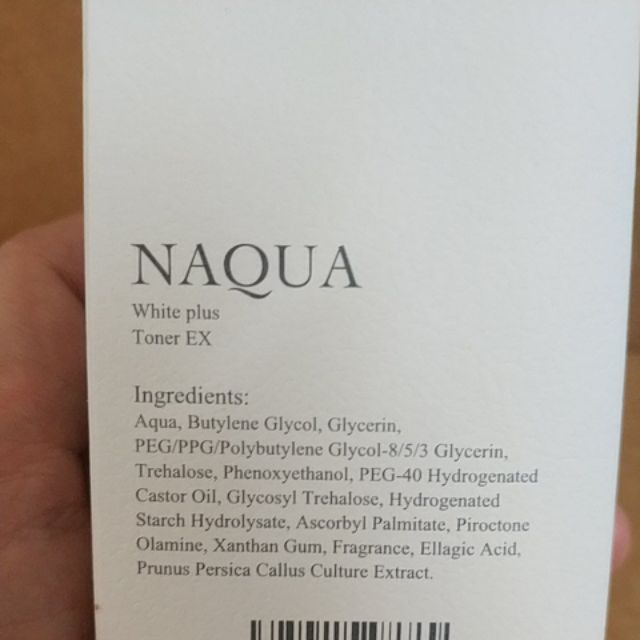 NAQUA
White plus
Toner EX
Ingredients:
Aqua, Butylene Glycol, Glycerin,
PEG/PPG/Polybutylene Glycol-8/5/3 Glycerin,
Trehalose, Phenoxyethanol, PEG-40 Hydrogenated
Castor Oil, Glycosyl Trehalose, Hydrogenated
Starch Hydrolysate, Ascorbyl Palmitate, Piroctone
Olamine, Xanthan Gum, Fragrance, Ellagic Acid,
Prunus Persica Callus Culture Extract.